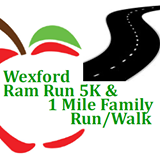 Wexford
Ram Run 5K &
1 Mile Family
Run/Walk